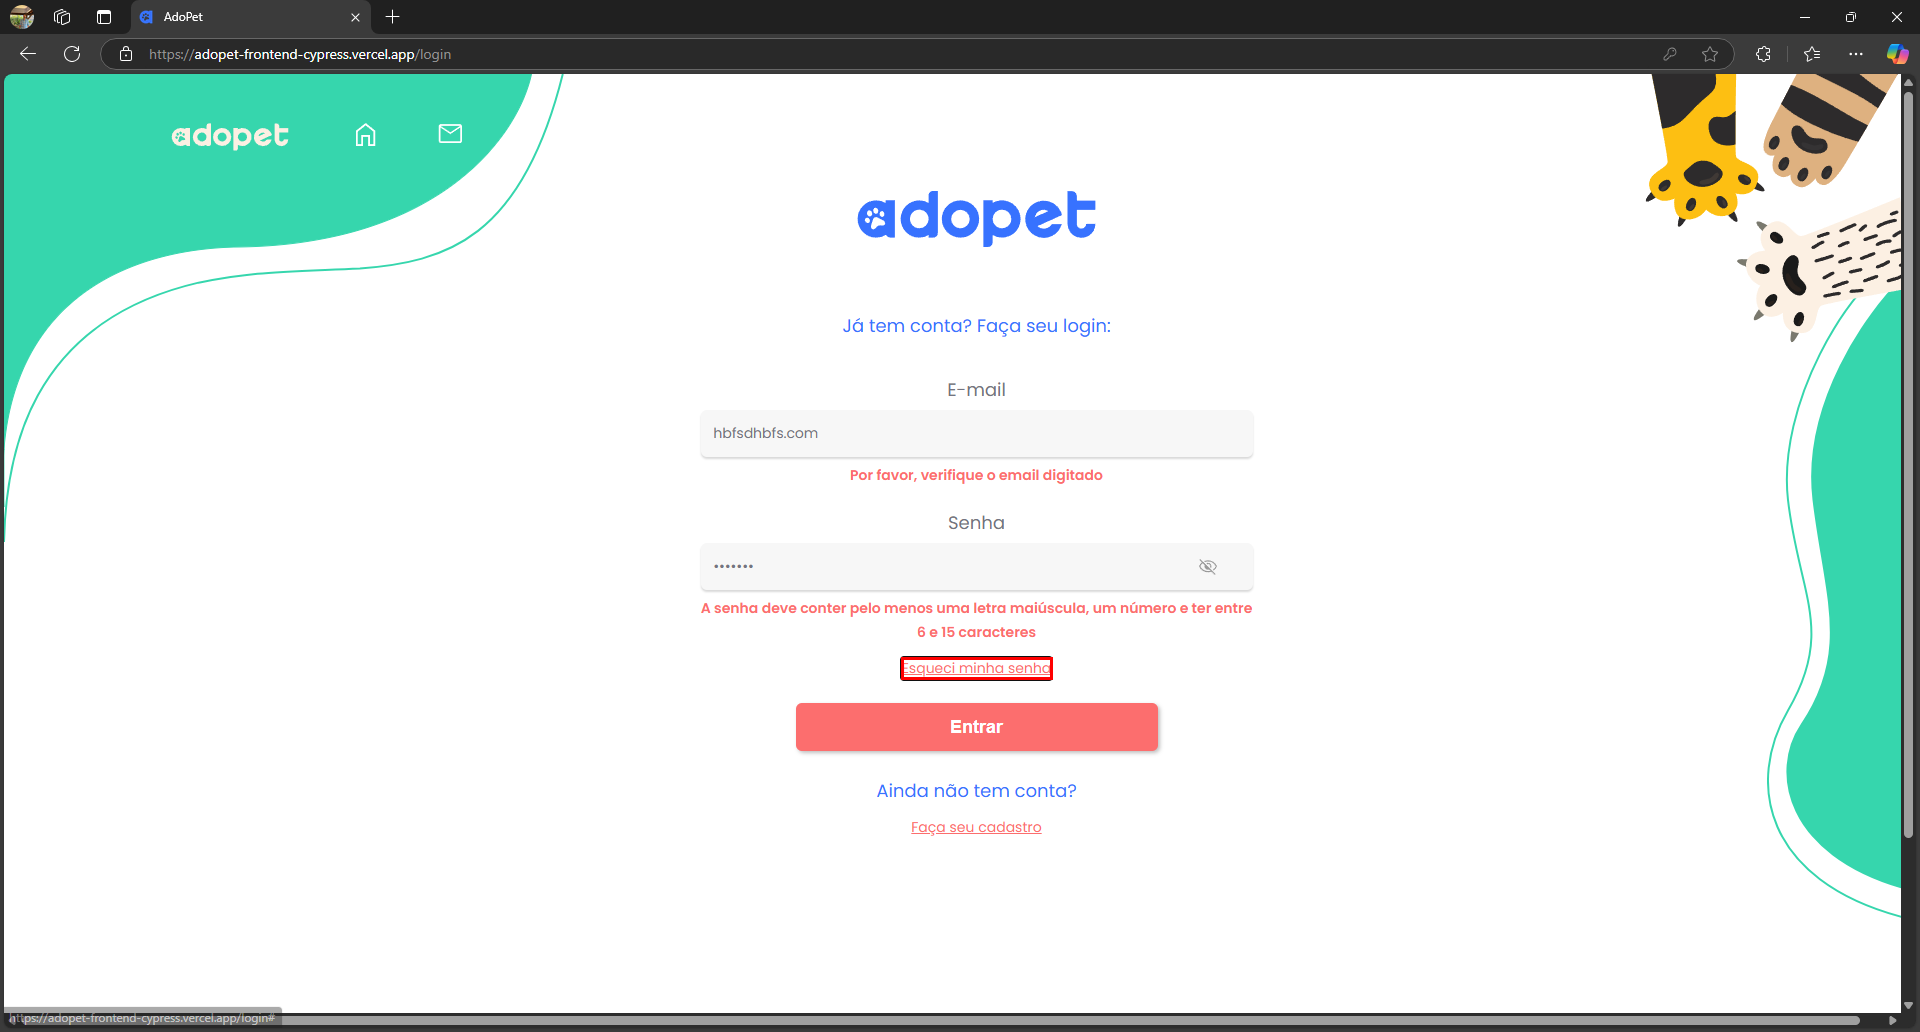 AdoPet
https://adopet-frontend-cypress.vercel.app/login
adopet
adopet
Já tem conta? Faça seu login:
E-mail
hbfsdhbfs.com
Por favor, verifique o email digitado
Senha
•••••••
A senha deve conter pelo menos uma letra maiúscula, um número e ter entre
6 e 15 caracteres
Esqueci minha senha
Entrar
Ainda não tem conta?
Faça seu cadastro
https://adopet-frontend-cypress.vercel.app/login#